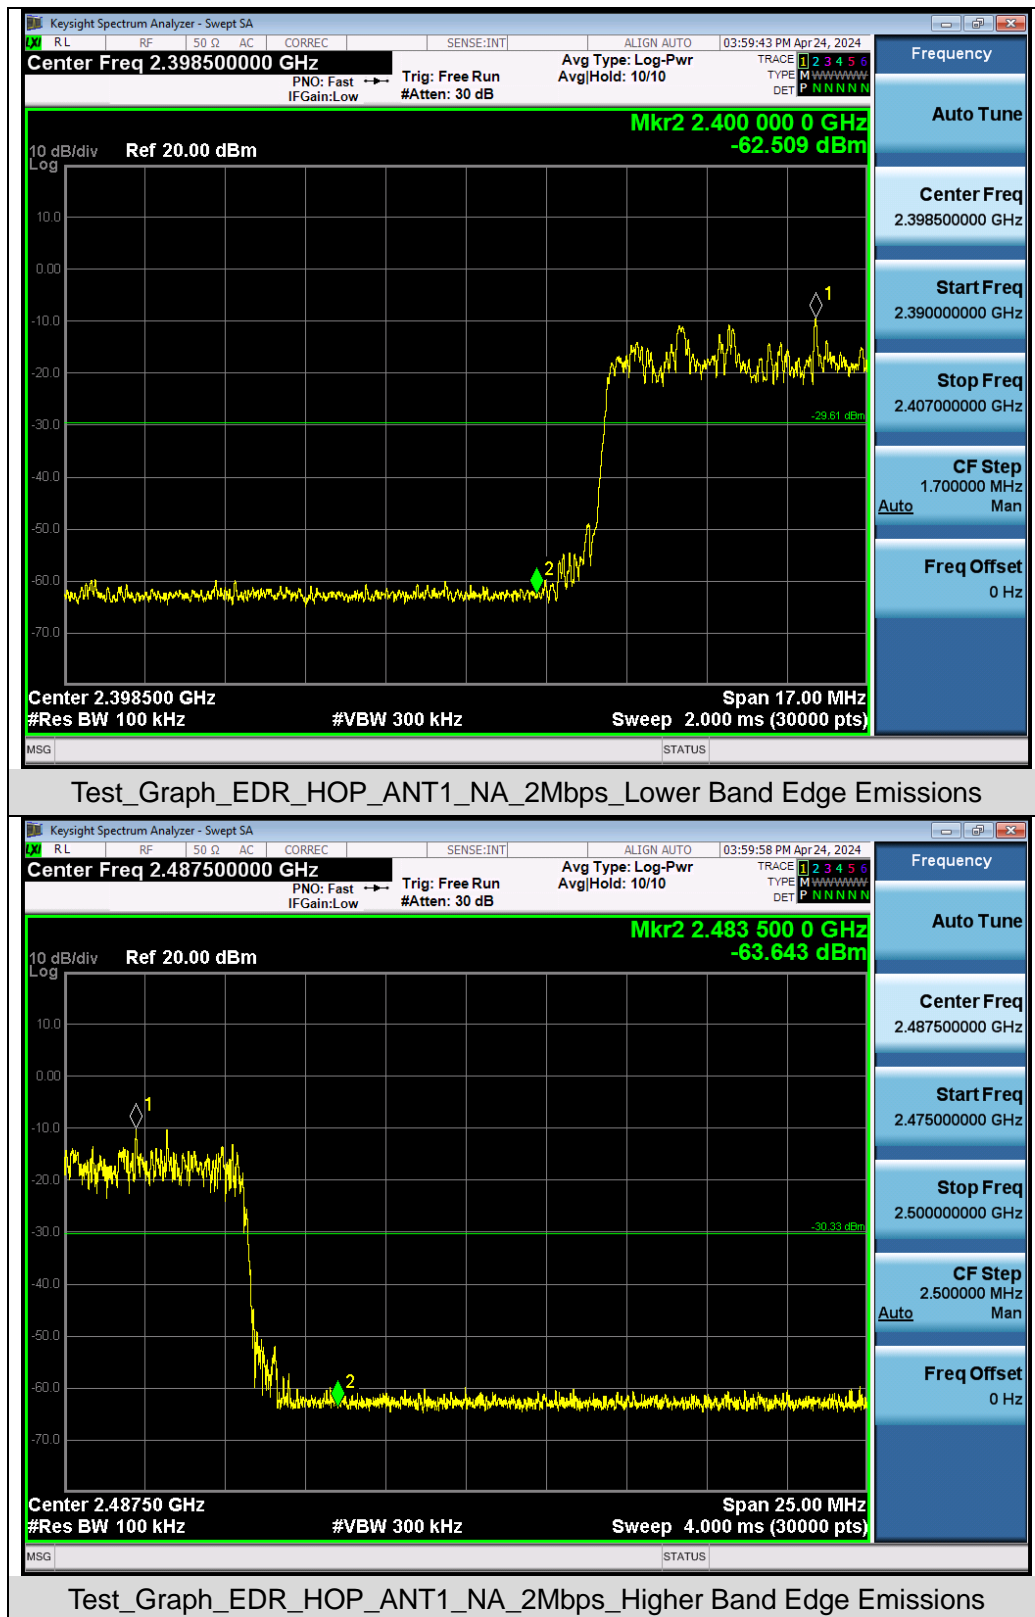 Keysight Spectrum Analyzer - Swept SA
LXI RL RF 50 Ω AC CORREC SENSE:INT ALIGN AUTO 03:59:43 PM Apr 24, 2024
Center Freq 2.398500000 GHz
PNO: Fast
IFGain:Low
Trig: Free Run
#Atten: 30 dB
Avg Type: Log-Pwr
Avg|Hold: 10/10
TRACE 1 2 3 4 5 6
TYPE M WWWWW
DET P N N N N N
Mkr2 2.400 000 0 GHz
-62.509 dBm
10 dB/div Ref 20.00 dBm
Log
10.0
0.00
-10.0
-20.0
-30.0
-40.0
-50.0
-60.0
-70.0
1
-29.61 dBm
2
Center 2.398500 GHz Span 17.00 MHz
#Res BW 100 kHz #VBW 300 kHz Sweep 2.000 ms (30000 pts)
MSG STATUS
Frequency
Auto Tune
Center Freq
2.398500000 GHz
Start Freq
2.390000000 GHz
Stop Freq
2.407000000 GHz
CF Step
1.700000 MHz
Auto Man
Freq Offset
0 Hz
Test_Graph_EDR_HOP_ANT1_NA_2Mbps_Lower Band Edge Emissions
Keysight Spectrum Analyzer - Swept SA
LXI RL RF 50 Ω AC CORREC SENSE:INT ALIGN AUTO 03:59:58 PM Apr 24, 2024
Center Freq 2.487500000 GHz
PNO: Fast
IFGain:Low
Trig: Free Run
#Atten: 30 dB
Avg Type: Log-Pwr
Avg|Hold: 10/10
TRACE 1 2 3 4 5 6
TYPE M WWWWW
DET P N N N N N
Mkr2 2.483 500 0 GHz
-63.643 dBm
10 dB/div Ref 20.00 dBm
Log
10.0
0.00
-10.0
-20.0
-30.0
-40.0
-50.0
-60.0
-70.0
1
-30.33 dBm
2
Center 2.48750 GHz Span 25.00 MHz
#Res BW 100 kHz #VBW 300 kHz Sweep 4.000 ms (30000 pts)
MSG STATUS
Frequency
Auto Tune
Center Freq
2.487500000 GHz
Start Freq
2.475000000 GHz
Stop Freq
2.500000000 GHz
CF Step
2.500000 MHz
Auto Man
Freq Offset
0 Hz
Test_Graph_EDR_HOP_ANT1_NA_2Mbps_Higher Band Edge Emissions